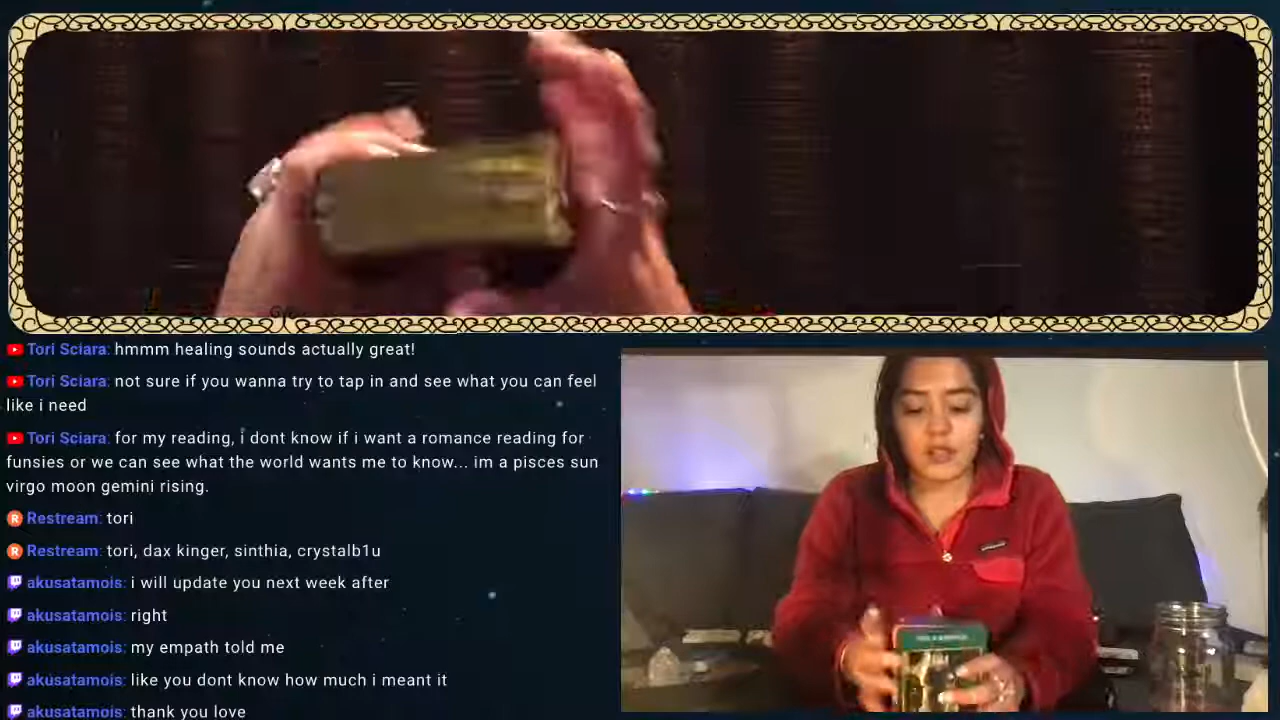 Tori Sciara: hmmm healing sounds actually great!
Tori Sciara: not sure if you wanna try to tap in and see what you can feel
like i need
Tori Sciara: for my reading, i dont know if i want a romance reading for
funsies or we can see what the world wants me to know... im a pisces sun
virgo moon gemini rising.
Restream: tori
Restream: tori, dax kinger, sinthia, crystalb1u
akusatamois: i will update you next week after
akusatamois: right
akusatamois: my empath told me
akusatamois: like you dont know how much i meant it
akusatamois: thank you love